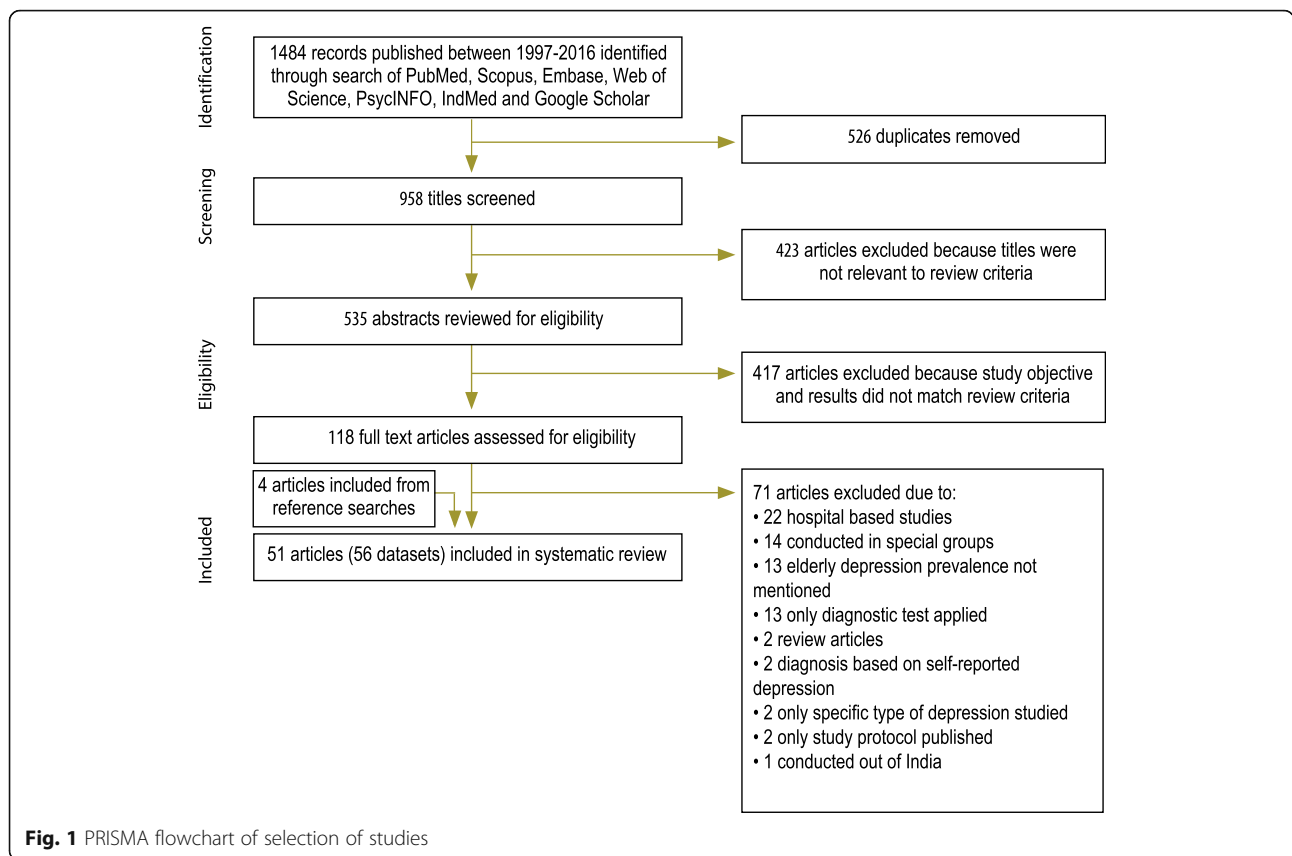 Identification
1484 records published between 1997-2016 identified
through search of PubMed, Scopus, Embase, Web of
Science, PsycINFO, IndMed and Google Scholar
526 duplicates removed
Screening
958 titles screened
423 articles excluded because titles were
not relevant to review criteria
535 abstracts reviewed for eligibility
Eligibility
417 articles excluded because study objective
and results did not match review criteria
118 full text articles assessed for eligibility
4 articles included from
reference searches
Included
51 articles (56 datasets) included in systematic review
71 articles excluded due to:
• 22 hospital based studies
• 14 conducted in special groups
• 13 elderly depression prevalence not
mentioned
• 13 only diagnostic test applied
• 2 review articles
• 2 diagnosis based on self-reported
depression
• 2 only specific type of depression studied
• 2 only study protocol published
• 1 conducted out of India
Fig. 1 PRISMA flowchart of selection of studies